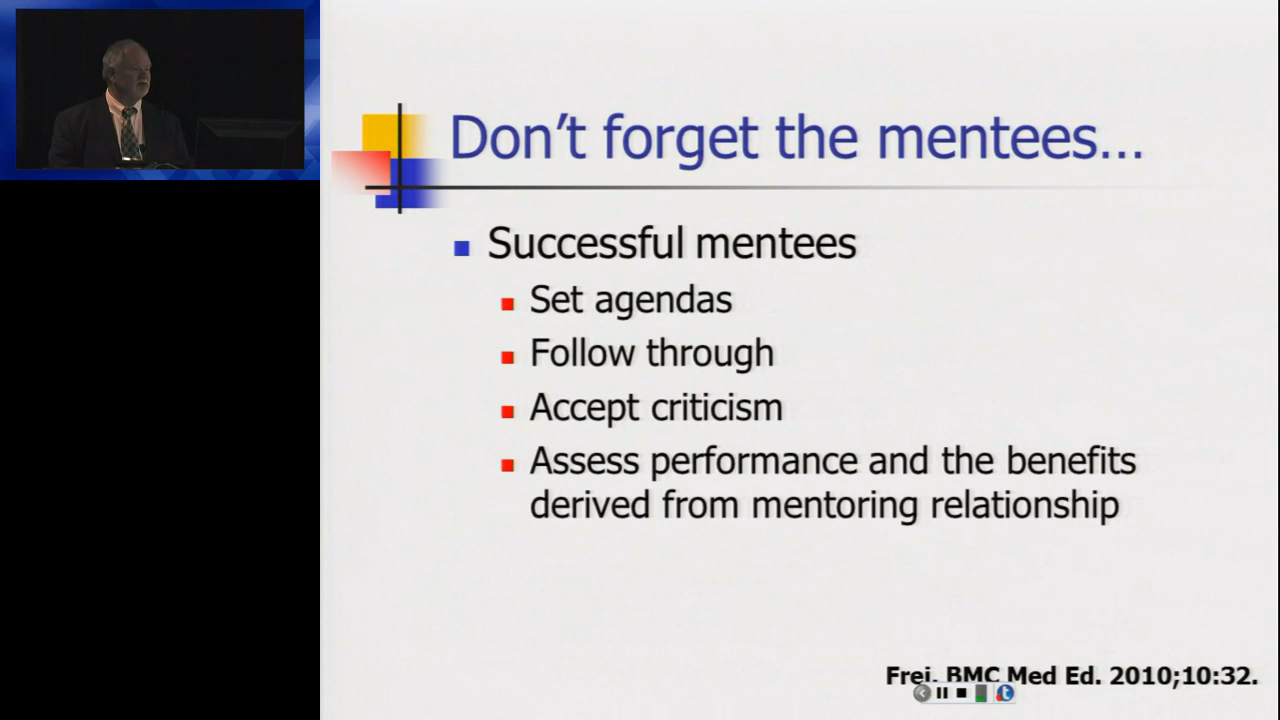 Don’t forget the mentees…
Successful mentees
Set agendas
Follow through
Accept criticism
Assess performance and the benefits
derived from mentoring relationship
Frei. BMC Med Ed. 2010;10:32.